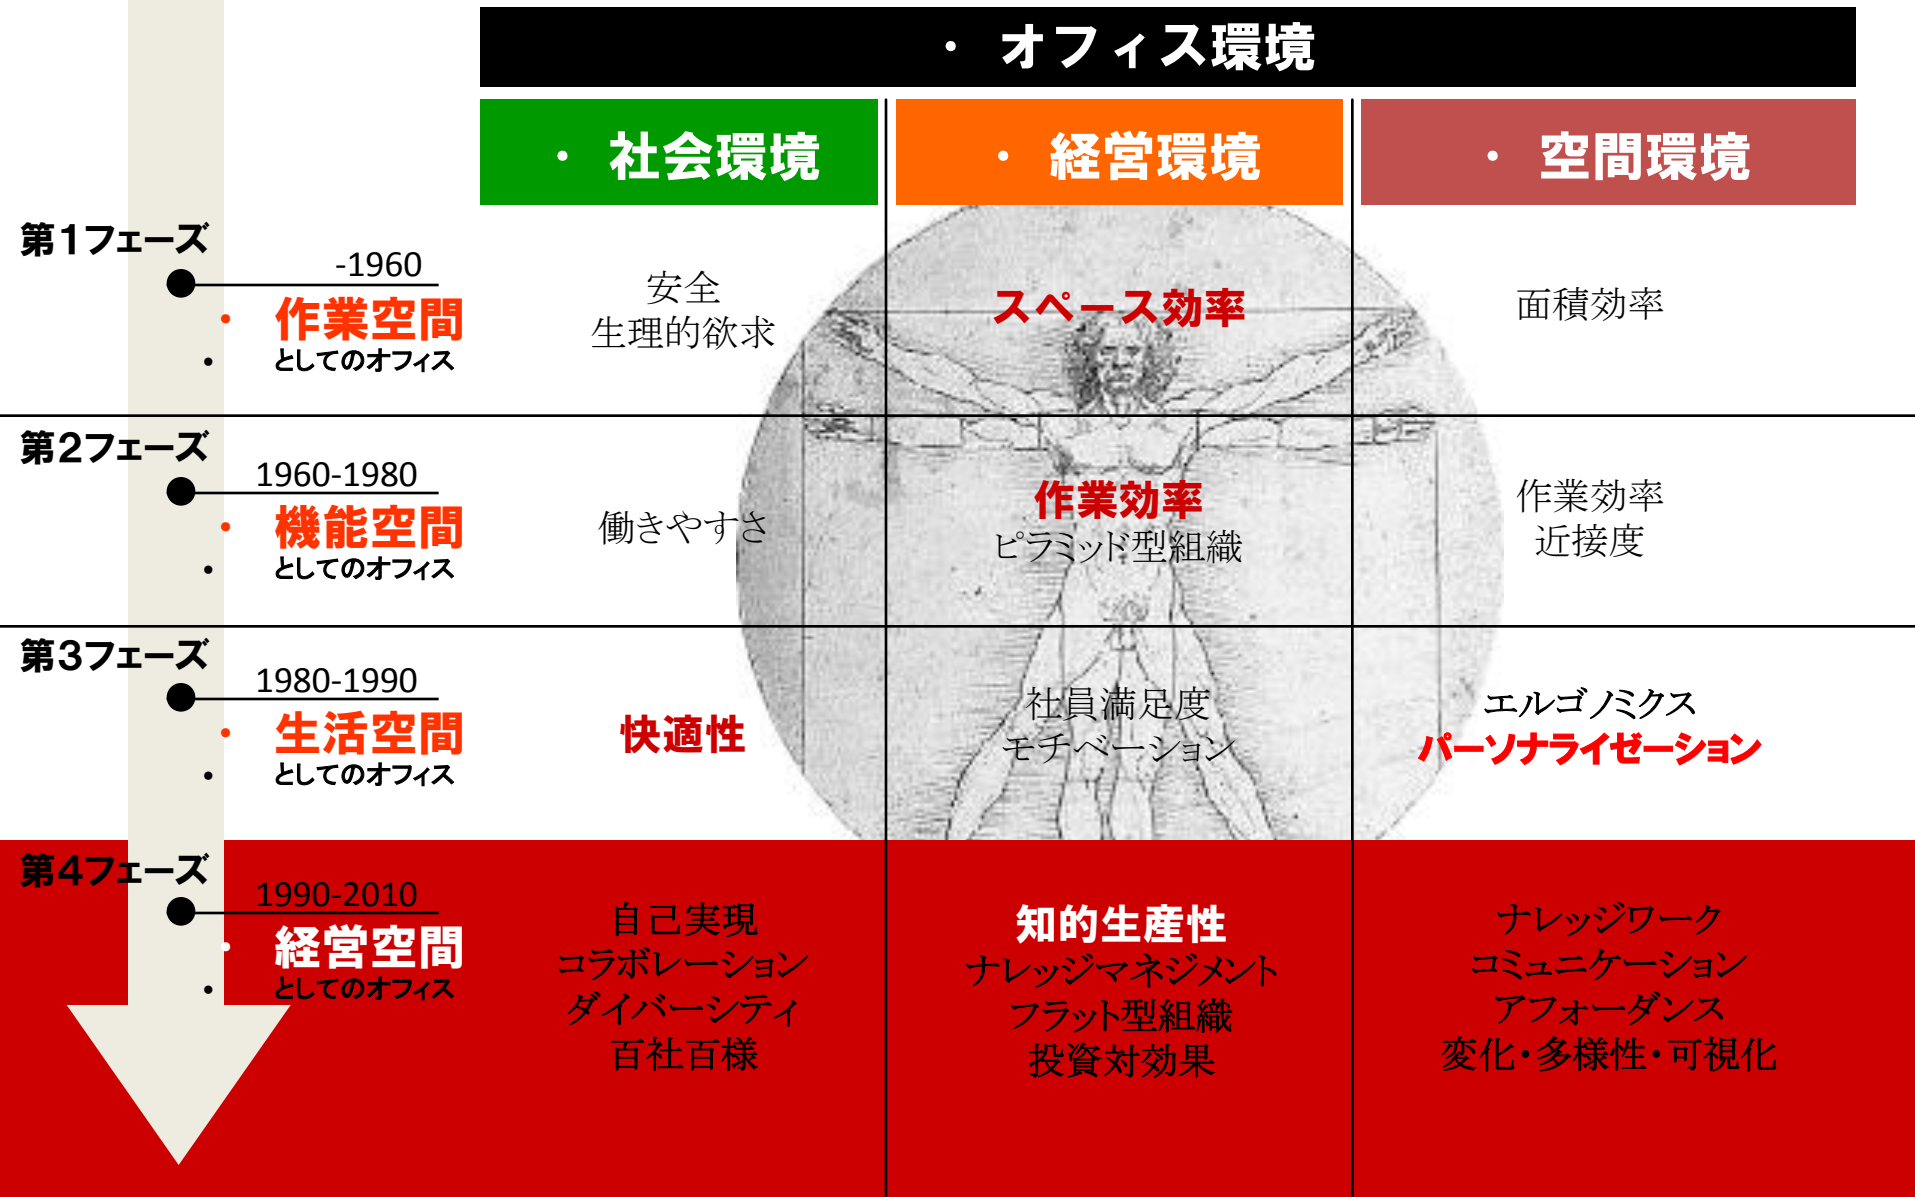 ・ オフィス環境
・ 社会環境
・ 経営環境
・ 空間環境
第1フェーズ
-1960
・ 作業空間
・ としてのオフィス
安全
生理的欲求
スペース効率
面積効率
第2フェーズ
1960-1980
・ 機能空間
・ としてのオフィス
働きやすさ
作業効率
ピラミッド型組織
作業効率
近接度
第3フェーズ
1980-1990
・ 生活空間
・ としてのオフィス
快適性
社員満足度
モチベーション
エルゴノミクス
パーソナライゼーション
第4フェーズ
1990-2010
・ 経営空間
・ としてのオフィス
自己実現
コラボレーション
ダイバーシティ
百社百様
知的生産性
ナレッジマネジメント
フラット型組織
投資対効果
ナレッジワーク
コミュニケーション
アフォーダンス
変化・多様性・可視化